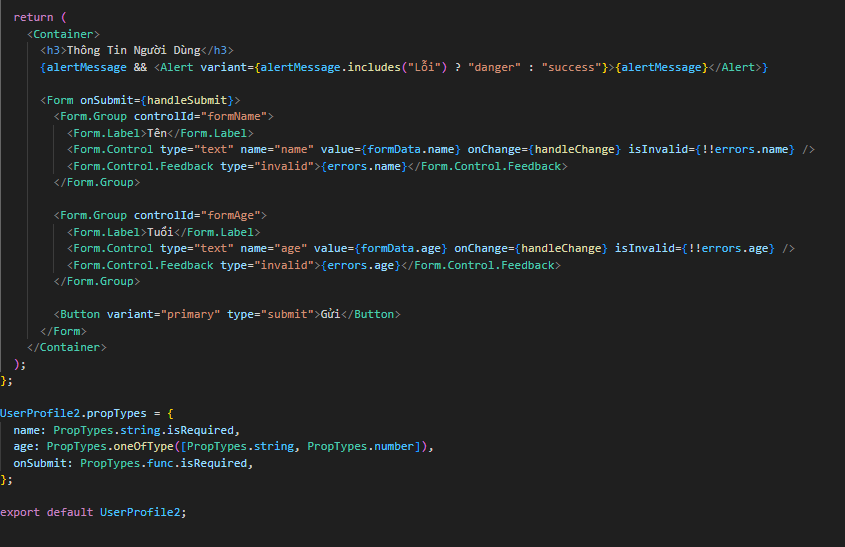 return (
<Container>
<h3>Thông Tin Người Dùng</h3>
{alertMessage && <Alert variant={alertMessage.includes("Lỗi") ? "danger" : "success"}>{alertMessage}</Alert>}
<Form onSubmit={handleSubmit}>
<Form.Group controlId="formName">
<Form.Label>Tên</Form.Label>
<Form.Control type="text" name="name" value={formData.name} onChange={handleChange} isInvalid={!!errors.name} />
<Form.Control.Feedback type="invalid">{errors.name}</Form.Control.Feedback>
</Form.Group>
<Form.Group controlId="formAge">
<Form.Label>Tuổi</Form.Label>
<Form.Control type="text" name="age" value={formData.age} onChange={handleChange} isInvalid={!!errors.age} />
<Form.Control.Feedback type="invalid">{errors.age}</Form.Control.Feedback>
</Form.Group>
<Button variant="primary" type="submit">Gửi</Button>
</Form>
</Container>
);
};
UserProfile2.propTypes = {
name: PropTypes.string.isRequired,
age: PropTypes.oneOfType([PropTypes.string, PropTypes.number]),
onSubmit: PropTypes.func.isRequired,
};
export default UserProfile2;